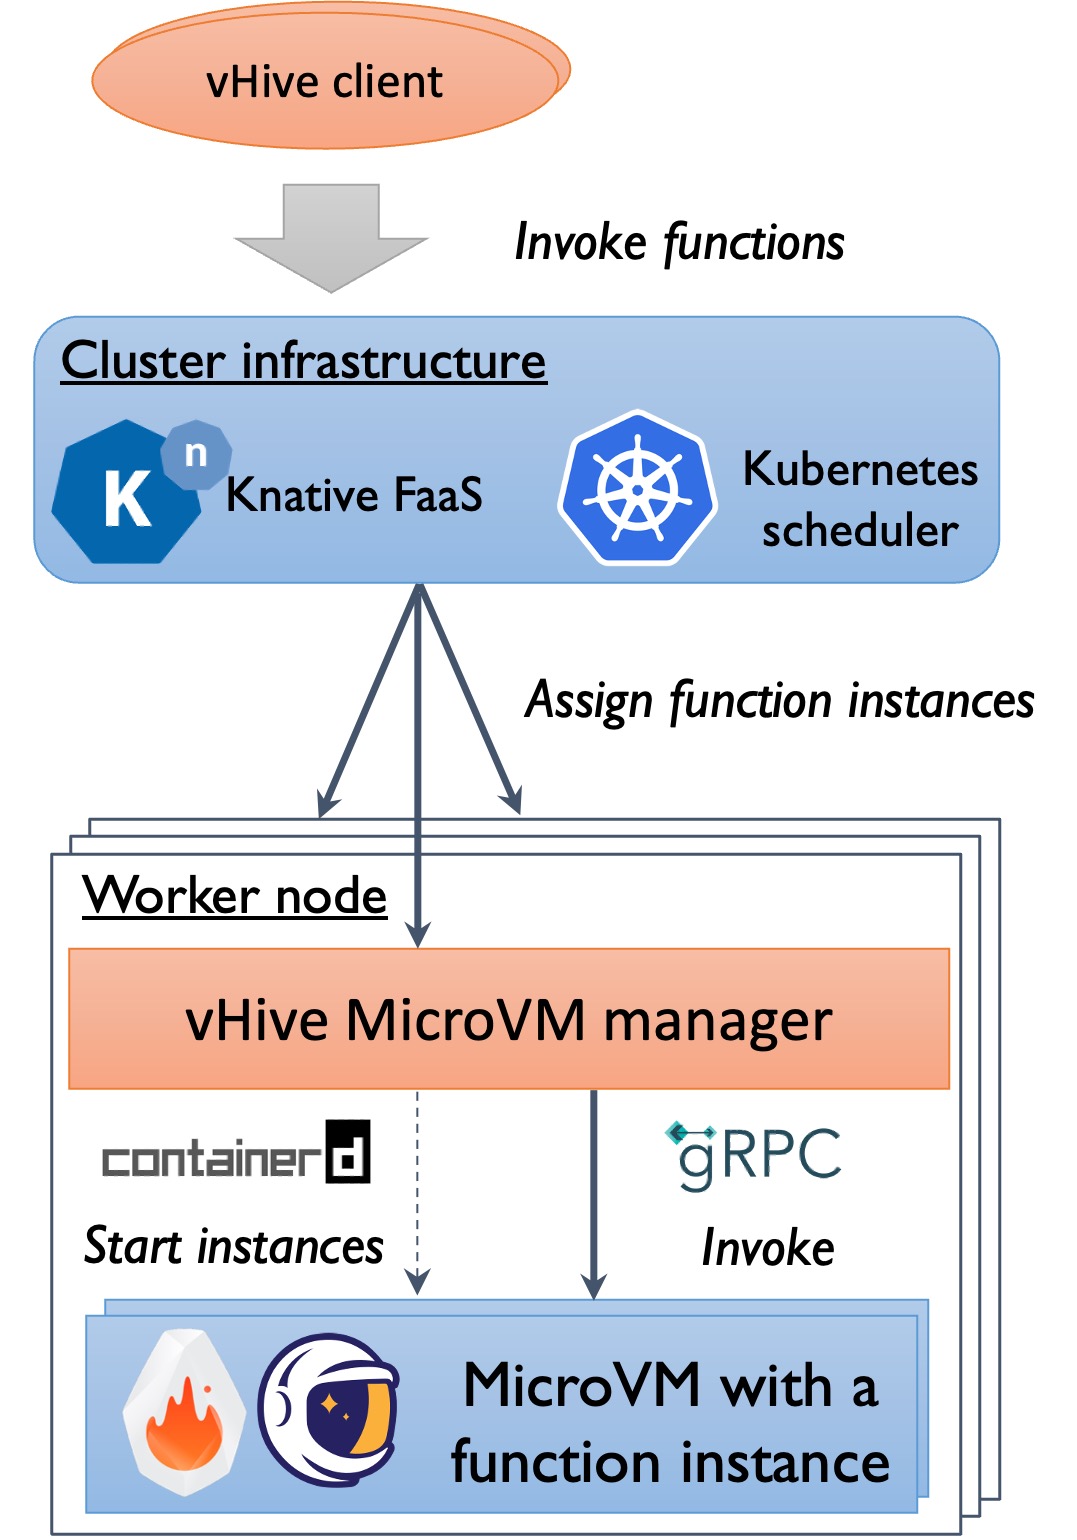 vHive client
Invoke functions
Cluster infrastructure
K n
Knative FaaS
Kubernetes
scheduler
Assign function instances
Worker node
vHive MicroVM manager
containerd
gRPC
Start instances
Invoke
MicroVM with a
function instance